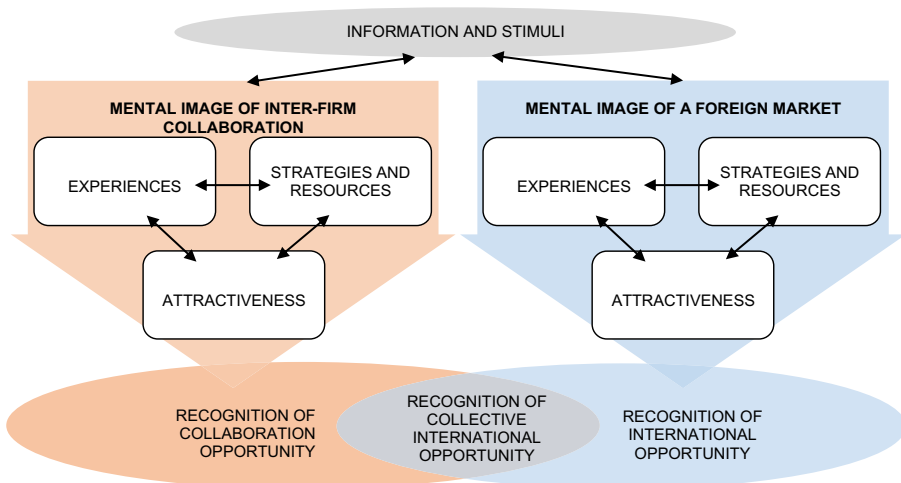 INFORMATION AND STIMULI
MENTAL IMAGE OF INTER-FIRM
COLLABORATION
EXPERIENCES
STRATEGIES AND
RESOURCES
ATTRACTIVENESS
MENTAL IMAGE OF A FOREIGN MARKET
EXPERIENCES
STRATEGIES AND
RESOURCES
ATTRACTIVENESS
RECOGNITION OF
COLLABORATION
OPPORTUNITY
RECOGNITION OF
COLLECTIVE
INTERNATIONAL
OPPORTUNITY
RECOGNITION OF
INTERNATIONAL
OPPORTUNITY